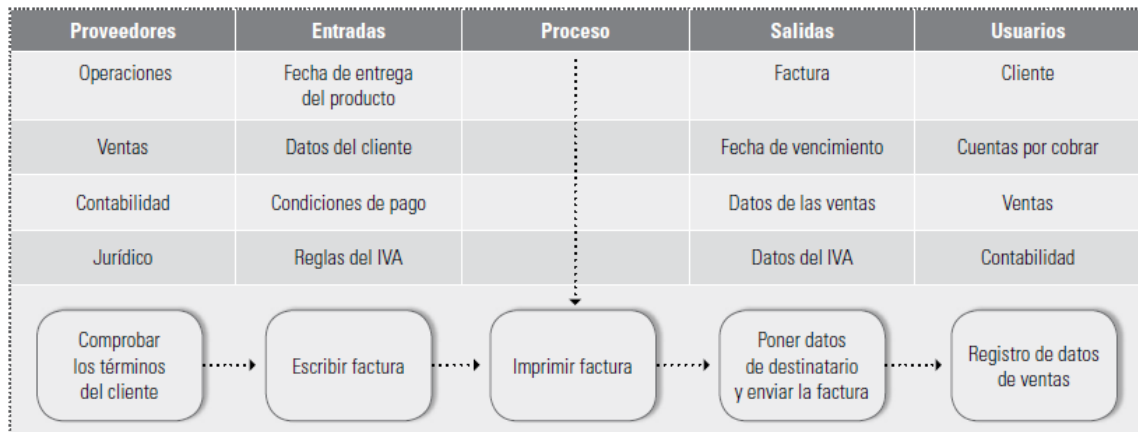 Proveedores Entradas Proceso Salidas Usuarios
Operaciones Fecha de entrega Factura Cliente
del producto
Ventas Datos del cliente Fecha de vencimiento Cuentas por cobrar
Contabilidad Condiciones de pago Datos de las ventas Ventas
Jurídico Reglas del IVA Datos del IVA Contabilidad
Comprobar
los términos
del cliente
Escribir factura
Imprimir factura
Poner datos
de destinatario
y enviar la factura
Registro de datos
de ventas